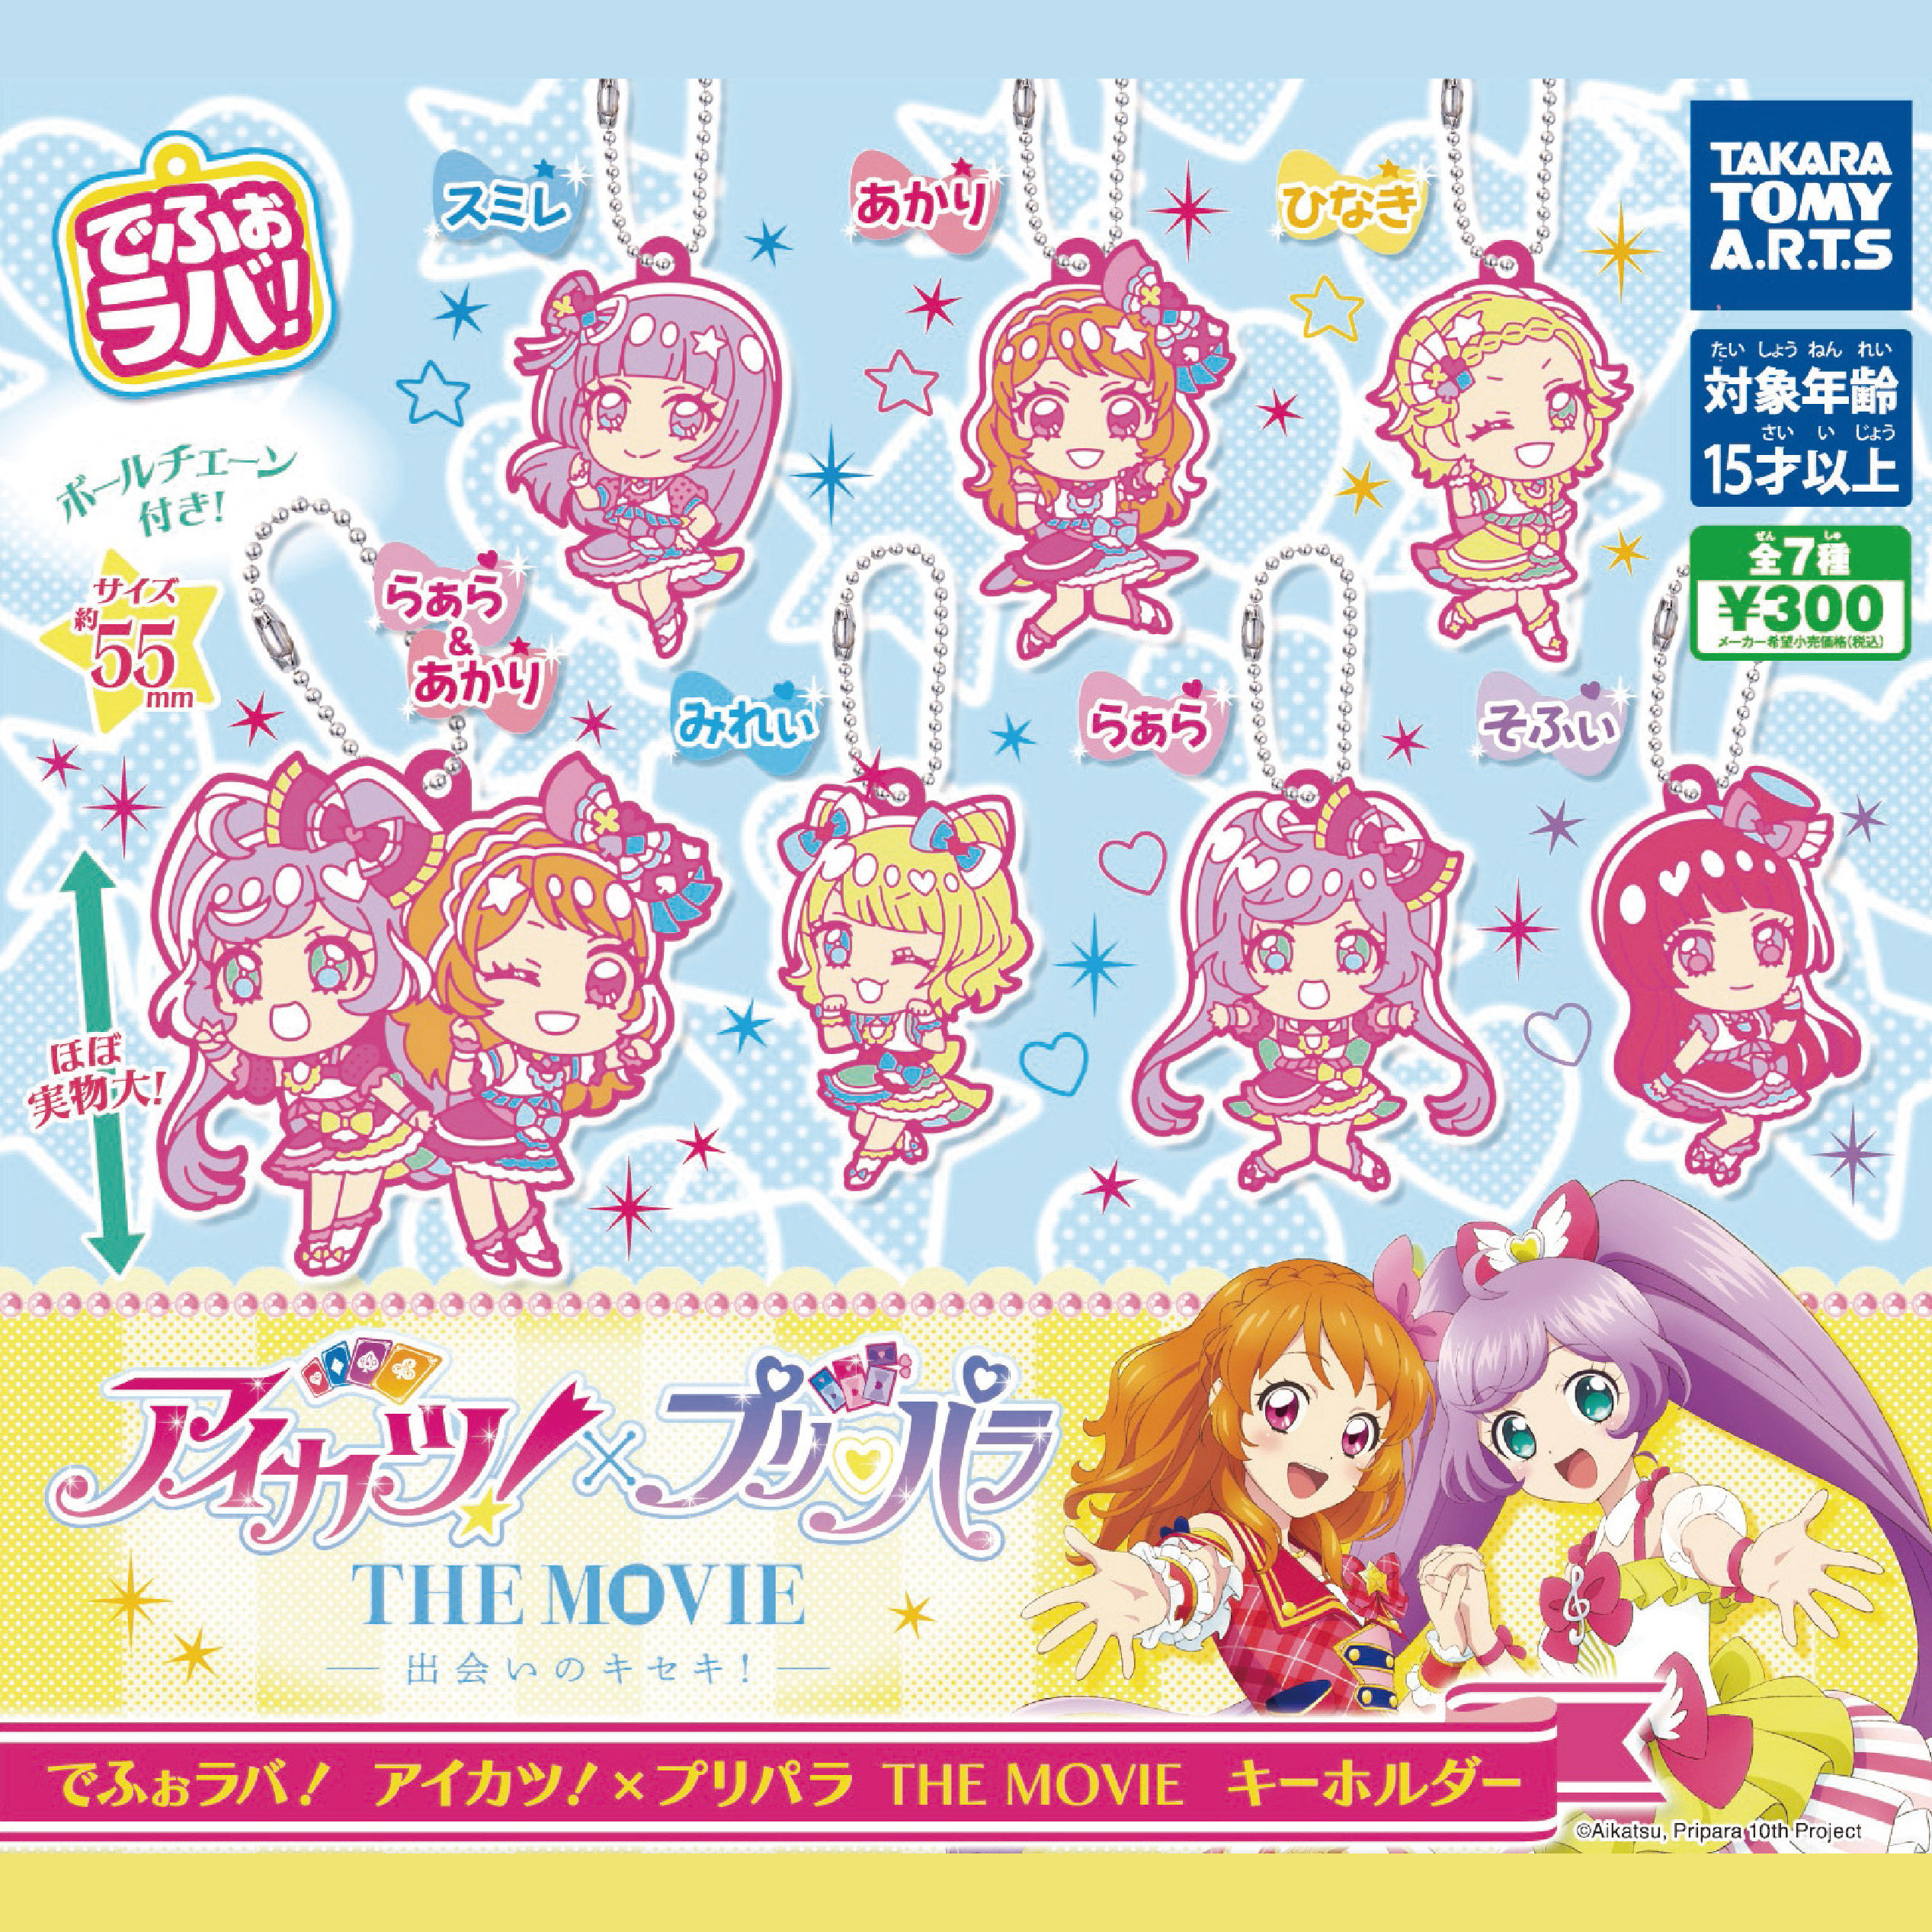 でふぉ
ラバ!
スミレ
あかり
ひなき
TAKARA
TOMY
A.R.T.S
たい しょう ねん れい
対象年齢
さい い じょう
15才以上
ぜん しゅ
全7種
¥300
メーカー希望小売価格(税込)
ボールチェーン
付き!
サイズ
約55mm
らぁら
&
あかり
みれぃ
らぁら
そふぃ
ほぼ
実物大!
アイカツ!×プリパラ
THE MOVIE
出会いのキセキ!
でふぉラバ! アイカツ!×プリパラ THE MOVIE キーホルダー
©Aikatsu, Pripara 10th Project